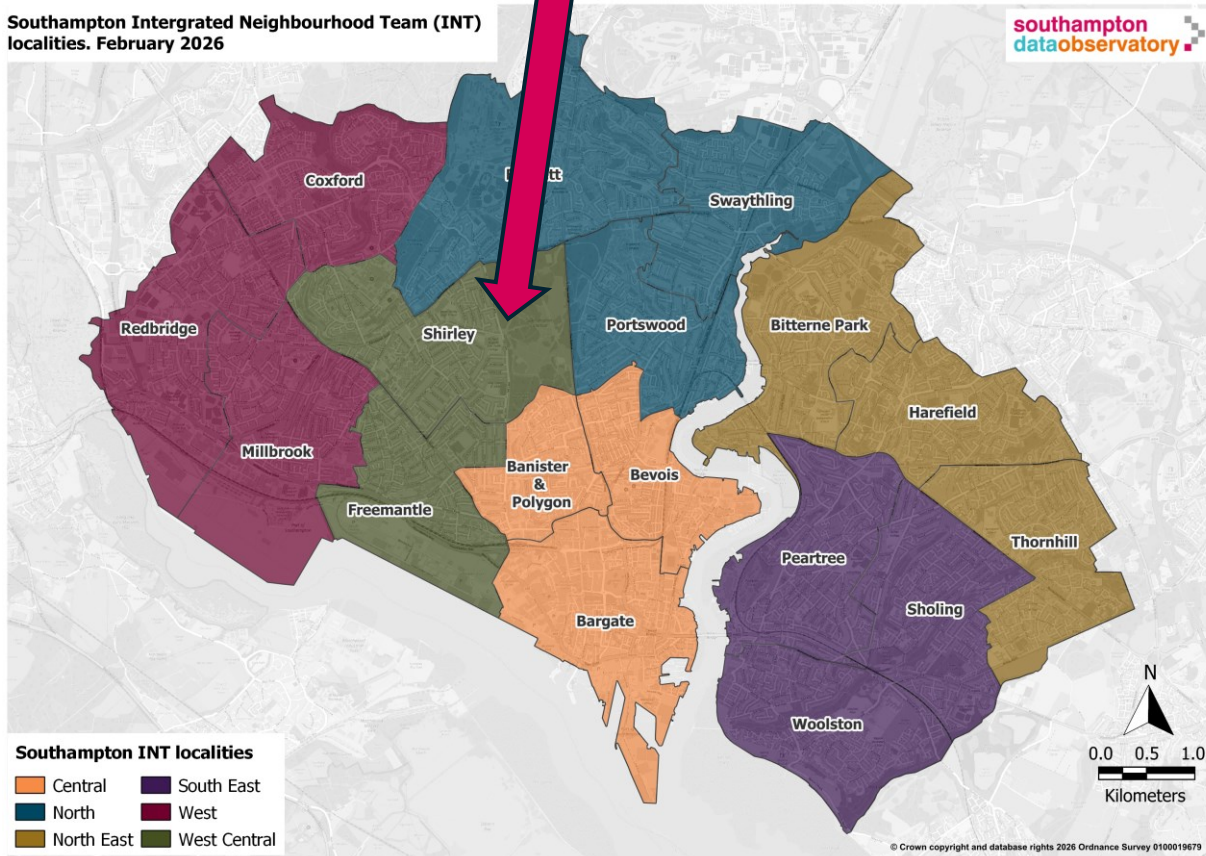 Southampton Intergrated Neighbourhood Team (INT)
localities. February 2026
southampton
dataobservatory
Coxford
Swaythling
Redbridge
Shirley
Portswood
Bitterne Park
Harefield
Millbrook
Banister
&
Polygon
Bevois
Freemantle
Thornhill
Peartree
Sholing
Bargate
Woolston
N
0.0 0.5 1.0
Kilometers
Southampton INT localities
Central
South East
North
West
North East
West Central
© Crown copyright and database rights 2026 Ordnance Survey 0100019679